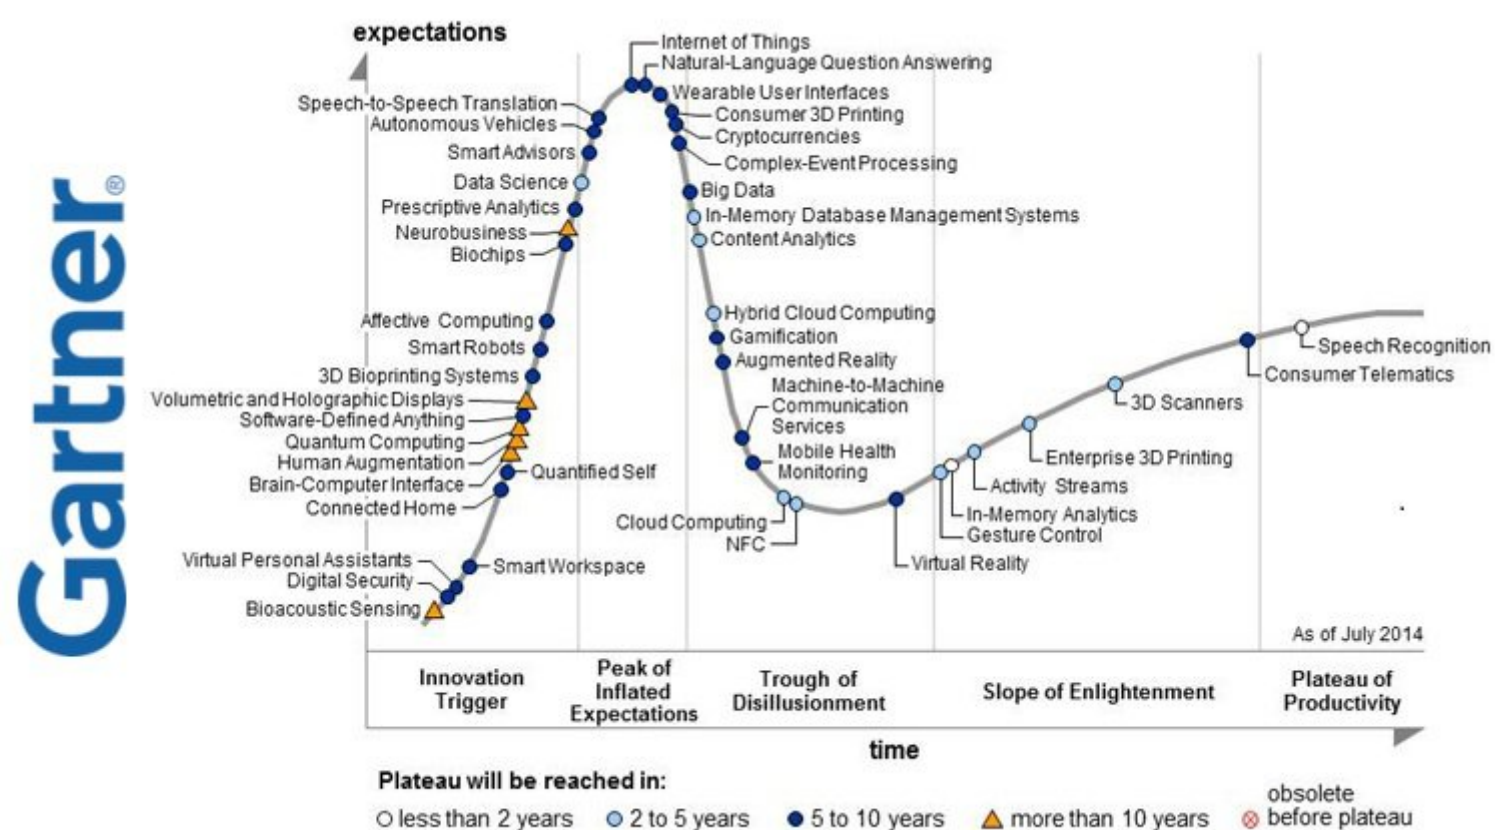 Gartner®
expectations
Internet of Things
Natural-Language Question Answering
Wearable User Interfaces
Consumer 3D Printing
Cryptocurrencies
Complex-Event Processing
Speech-to-Speech Translation
Autonomous Vehicles
Smart Advisors
Data Science
Prescriptive Analytics
Neurobusiness
Biochips
Big Data
In-Memory Database Management Systems
Content Analytics
Affective Computing
Smart Robots
3D Bioprinting Systems
Volumetric and Holographic Displays
Software-Defined Anything
Quantum Computing
Human Augmentation
Brain-Computer Interface
Connected Home
Quantified Self
Virtual Personal Assistants
Digital Security
Bioacoustic Sensing
Smart Workspace
Hybrid Cloud Computing
Gamification
Augmented Reality
Machine-to-Machine
Communication
Services
Mobile Health
Monitoring
Cloud Computing
NFC
Virtual Reality
Gesture Control
In-Memory Analytics
Activity Streams
Enterprise 3D Printing
3D Scanners
Consumer Telematics
Speech Recognition
As of July 2014
Innovation
Trigger
Peak of
Inflated
Expectations
Trough of
Disillusionment
Slope of Enlightenment
Plateau of
Productivity
time
Plateau will be reached in:
less than 2 years
2 to 5 years
5 to 10 years
more than 10 years
obsolete
before plateau